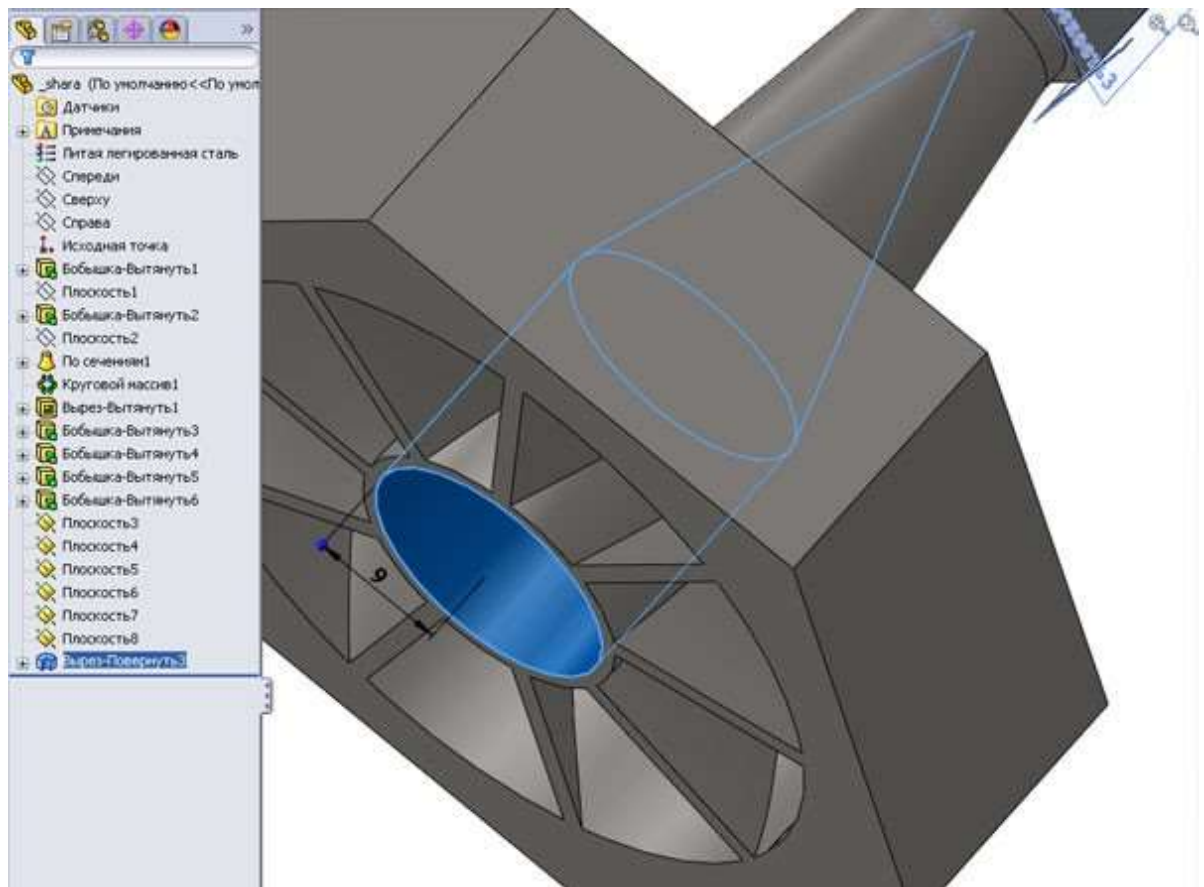 »
_shara (По умолчанию<<По умол
Датчики
Примечания
Литая легированная сталь
Спереди
Сверху
Справа
Исходная точка
Бобышка-Вытянуть1
Плоскость1
Бобышка-Вытянуть2
Плоскость2
По сечениям1
Круговой массив1
Вырез-Вытянуть1
Бобышка-Вытянуть3
Бобышка-Вытянуть4
Бобышка-Вытянуть5
Бобышка-Вытянуть6
Плоскость3
Плоскость4
Плоскость5
Плоскость6
Плоскость7
Плоскость8
Вырез-Повернуть3
9